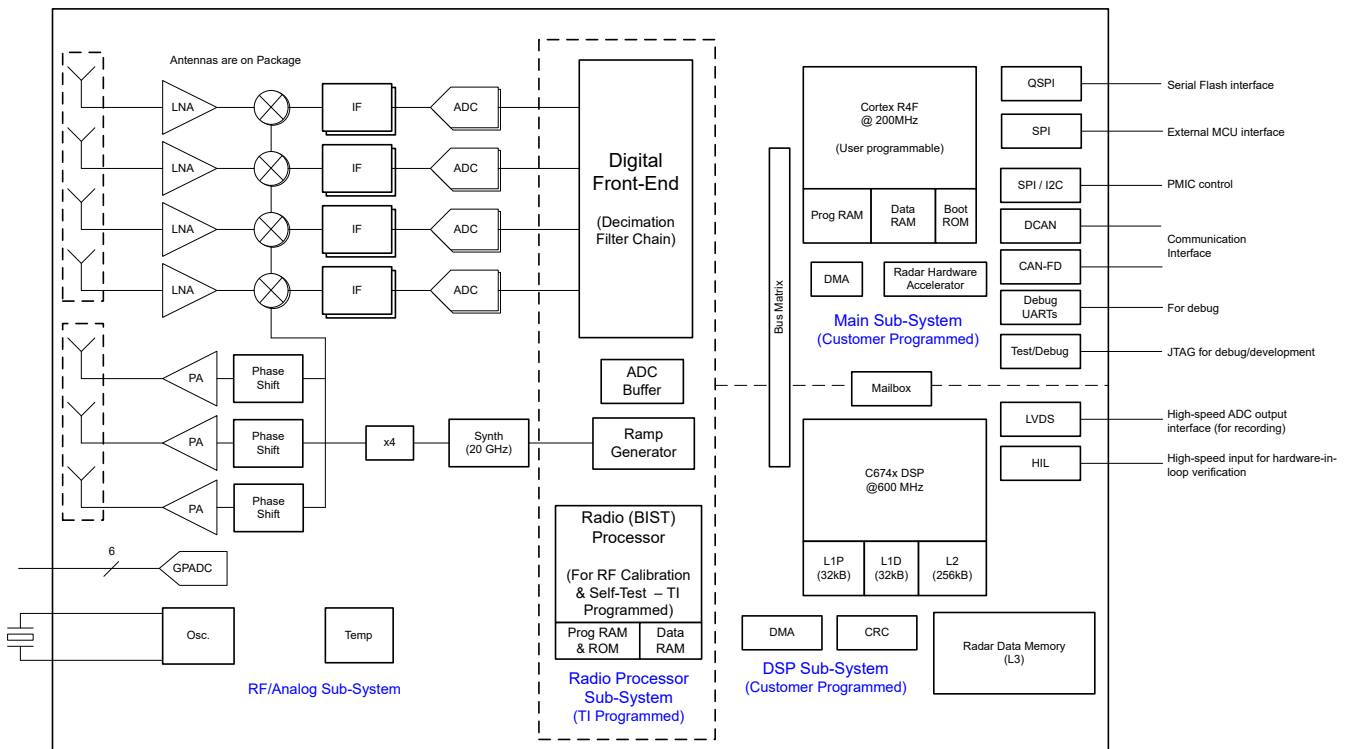 Antennas are on Package
LNA
IF
ADC
LNA
IF
ADC
LNA
IF
ADC
LNA
IF
ADC
PA
Phase
Shift
PA
Phase
Shift
PA
Phase
Shift
x4
Synth
(20 GHz)
6
GPADC
Osc.
Temp
RF/Analog Sub-System
Digital
Front-End
(Decimation
Filter Chain)
ADC
Buffer
Ramp
Generator
Radio (BIST)
Processor
(For RF Calibration
& Self-Test – TI
Programmed)
Prog RAM
& ROM
Data
RAM
Radio Processor
Sub-System
(TI Programmed)
Bus Matrix
Cortex R4F
@ 200MHz
(User programmable)
Prog RAM
Data
RAM
Boot
ROM
DMA
Radar Hardware
Accelerator
Main Sub-System
(Customer Programmed)
Mailbox
C674x DSP
@600 MHz
L1P
(32kB)
L1D
(32kB)
L2
(256kB)
DMA
CRC
DSP Sub-System
(Customer Programmed)
Radar Data Memory
(L3)
QSPI
Serial Flash interface
SPI
External MCU interface
SPI / I2C
PMIC control
DCAN
CAN-FD
Communication
Interface
Debug
UARTs
For debug
Test/Debug
JTAG for debug/development
LVDS
High-speed ADC output
interface (for recording)
HIL
High-speed input for hardware-in-
loop verification